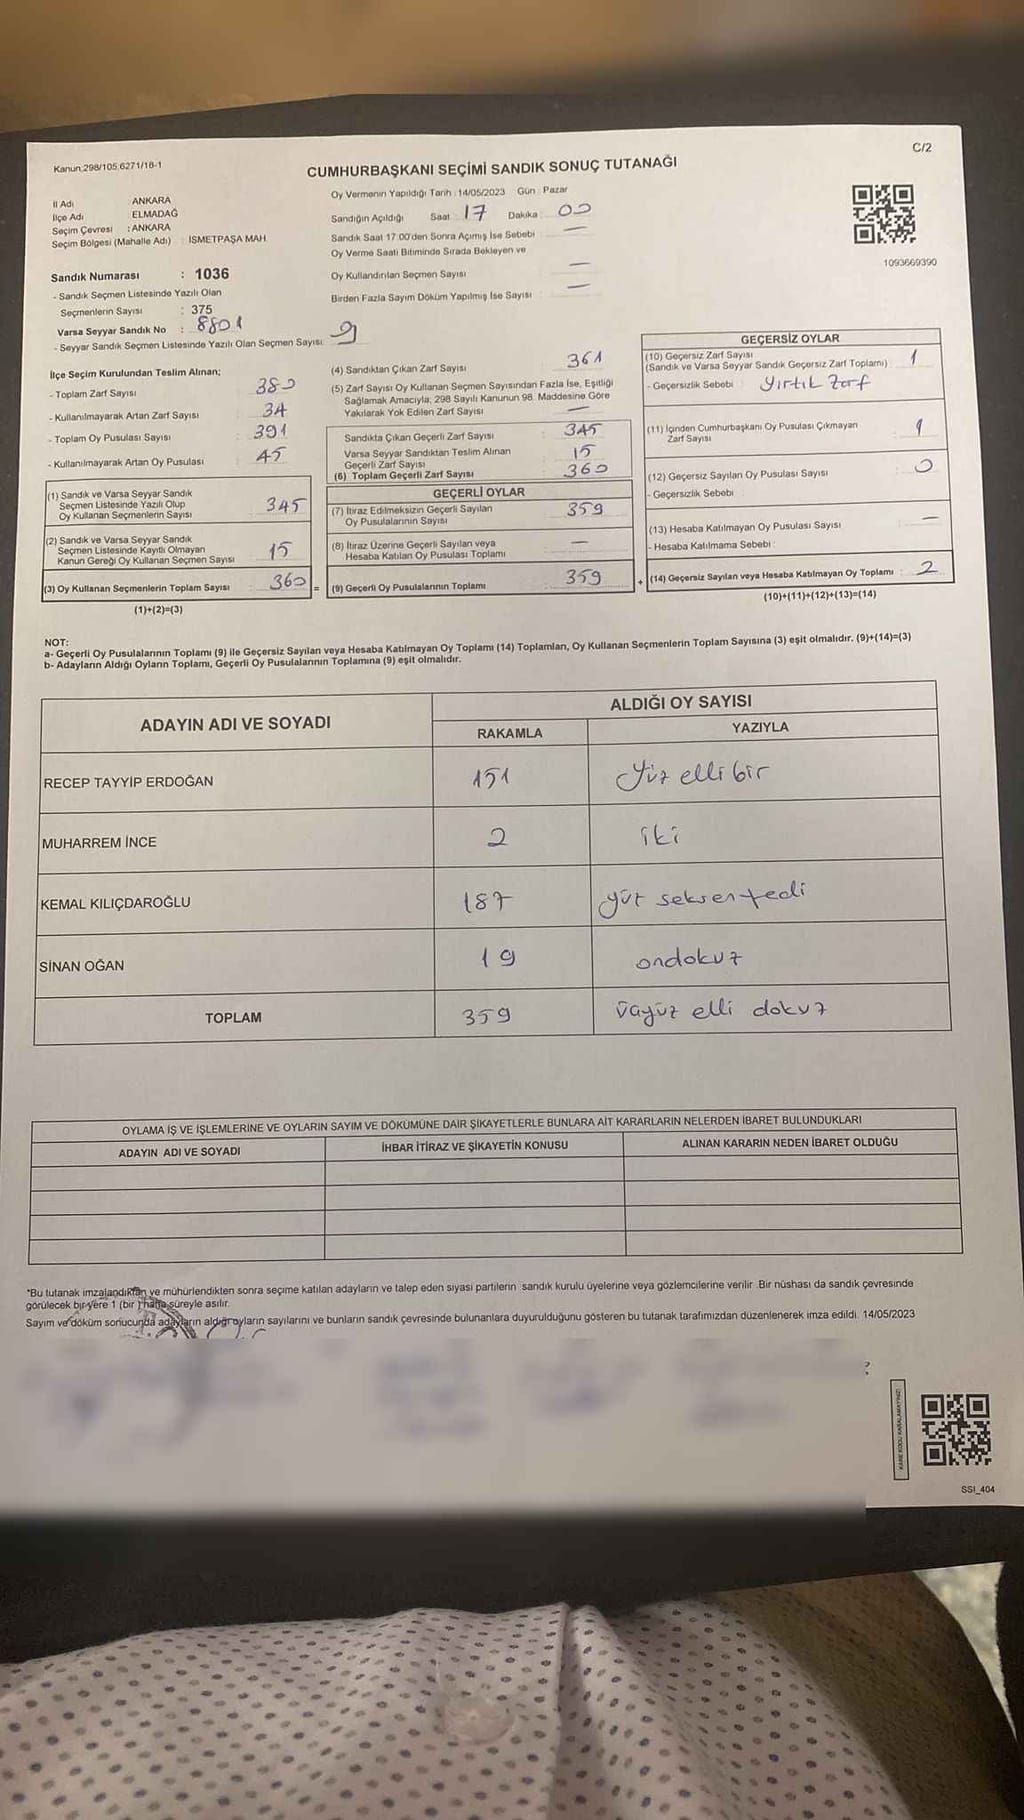 Kanun:298/105,6271/18-1
C/2
CUMHURBAŞKANI SEÇİMİ SANDIK SONUÇ TUTANAĞI
İl Adı : ANKARA
İlçe Adı ELMADAĞ
Seçim Çevresi : ANKARA
Seçim Bölgesi (Mahalle Adı) : İSMETPAŞA MAH
Oy Vermenin Yapıldığı Tarih : 14/05/2023 Gün : Pazar
Sandığın Açıldığı Saat 17 Dakika 00
Sandık Saat 17:00'den Sonra Açımış İse Sebebi : —
Oy Verme Saati Bitiminde Sırada Bekleyen ve
Oy Kullandırılan Seçmen Sayısı —
Birden Fazla Sayım Döküm Yapılmış İse Sayısı : —
1093669390
Sandık Numarası : 1036
- Sandık Seçmen Listesinde Yazılı Olan
Seçmenlerin Sayısı : 375
Varsa Seyyar Sandık No : 8801
- Seyyar Sandık Seçmen Listesinde Yazılı Olan Seçmen Sayısı: 9
İlçe Seçim Kurulundan Teslim Alınan;
- Toplam Zarf Sayısı : 380
- Kullanılmayarak Artan Zarf Sayısı : 34
- Toplam Oy Pusulası Sayısı : 391
- Kullanılmayarak Artan Oy Pusulası : 45
(1) Sandık ve Varsa Seyyar Sandık
Seçmen Listesinde Yazılı Olup
Oy Kullanan Seçmenlerin Sayısı : 345
(2) Sandık ve Varsa Seyyar Sandık
Seçmen Listesinde Kayıtlı Olmayan
Kanun Gereği Oy Kullanan Seçmen Sayısı : 15
(3) Oy Kullanan Seçmenlerin Toplam Sayısı : 360 =
(1)+(2)=(3)
(4) Sandıktan Çıkan Zarf Sayısı : 361
(5) Zarf Sayısı Oy Kullanan Seçmen Sayısından Fazla İse, Eşitliği
Sağlamak Amacıyla; 298 Sayılı Kanunun 98. Maddesine Göre
Yakılarak Yok Edilen Zarf Sayısı : —
Sandıkta Çıkan Geçerli Zarf Sayısı : 345
Varsa Seyyar Sandıktan Teslim Alınan
Geçerli Zarf Sayısı : 15
(6) Toplam Geçerli Zarf Sayısı : 360
GEÇERLİ OYLAR
(7) İtiraz Edilmeksizin Geçerli Sayılan
Oy Pusulalarının Sayısı : 359
(8) İtiraz Üzerine Geçerli Sayılan veya
Hesaba Katılan Oy Pusulası Toplamı : —
(9) Geçerli Oy Pusulalarının Toplamı : 359 +
GEÇERSİZ OYLAR
(10) Geçersiz Zarf Sayısı
(Sandık ve Varsa Seyyar Sandık Geçersiz Zarf Toplamı) : 1
- Geçersizlik Sebebi : Yırtık Zarf
(11) İçinden Cumhurbaşkanı Oy Pusulası Çıkmayan
Zarf Sayısı : 1
(12) Geçersiz Sayılan Oy Pusulası Sayısı : 0
- Geçersizlik Sebebi :
(13) Hesaba Katılmayan Oy Pusulası Sayısı : —
- Hesaba Katılmama Sebebi :
(14) Geçersiz Sayılan veya Hesaba Katılmayan Oy Toplamı : 2
(10)+(11)+(12)+(13)=(14)
NOT:
a- Geçerli Oy Pusulalarının Toplamı (9) ile Geçersiz Sayılan veya Hesaba Katılmayan Oy Toplamı (14) Toplamları, Oy Kullanan Seçmenlerin Toplam Sayısına (3) eşit olmalıdır. (9)+(14)=(3)
b- Adayların Aldığı Oyların Toplamı, Geçerli Oy Pusulalarının Toplamına (9) eşit olmalıdır.
ADAYIN ADI VE SOYADI ALDIĞI OY SAYISI
RAKAMLA YAZIYLA
RECEP TAYYİP ERDOĞAN 151 Yüz elli bir
MUHARREM İNCE 2 iki
KEMAL KILIÇDAROĞLU 187 yüz seksen yedi
SİNAN OĞAN 19 ondokuz
TOPLAM 359 üçyüz elli dokuz
OYLAMA İŞ VE İŞLEMLERİNE VE OYLARIN SAYIM VE DÖKÜMÜNE DAİR ŞİKAYETLERLE BUNLARA AİT KARARLARIN NELERDEN İBARET BULUNDUKLARI
ADAYIN ADI VE SOYADI İHBAR İTİRAZ VE ŞİKAYETİN KONUSU ALINAN KARARIN NEDEN İBARET OLDUĞU
*Bu tutanak imzalandıktan ve mühürlendikten sonra seçime katılan adayların ve talep eden siyasi partilerin sandık kurulu üyelerine veya gözlemcilerine verilir. Bir nüshası da sandık çevresinde
görülecek bir yere 1 (bir) hafta süreyle asılır.
Sayım ve döküm sonucunda adayların aldığı oyların sayılarını ve bunların sandık çevresinde bulunanlara duyurulduğunu gösteren bu tutanak tarafımızdan düzenlenerek imza edildi. 14/05/2023
KARE KODU KARALAMAYINIZ!
SSI_404